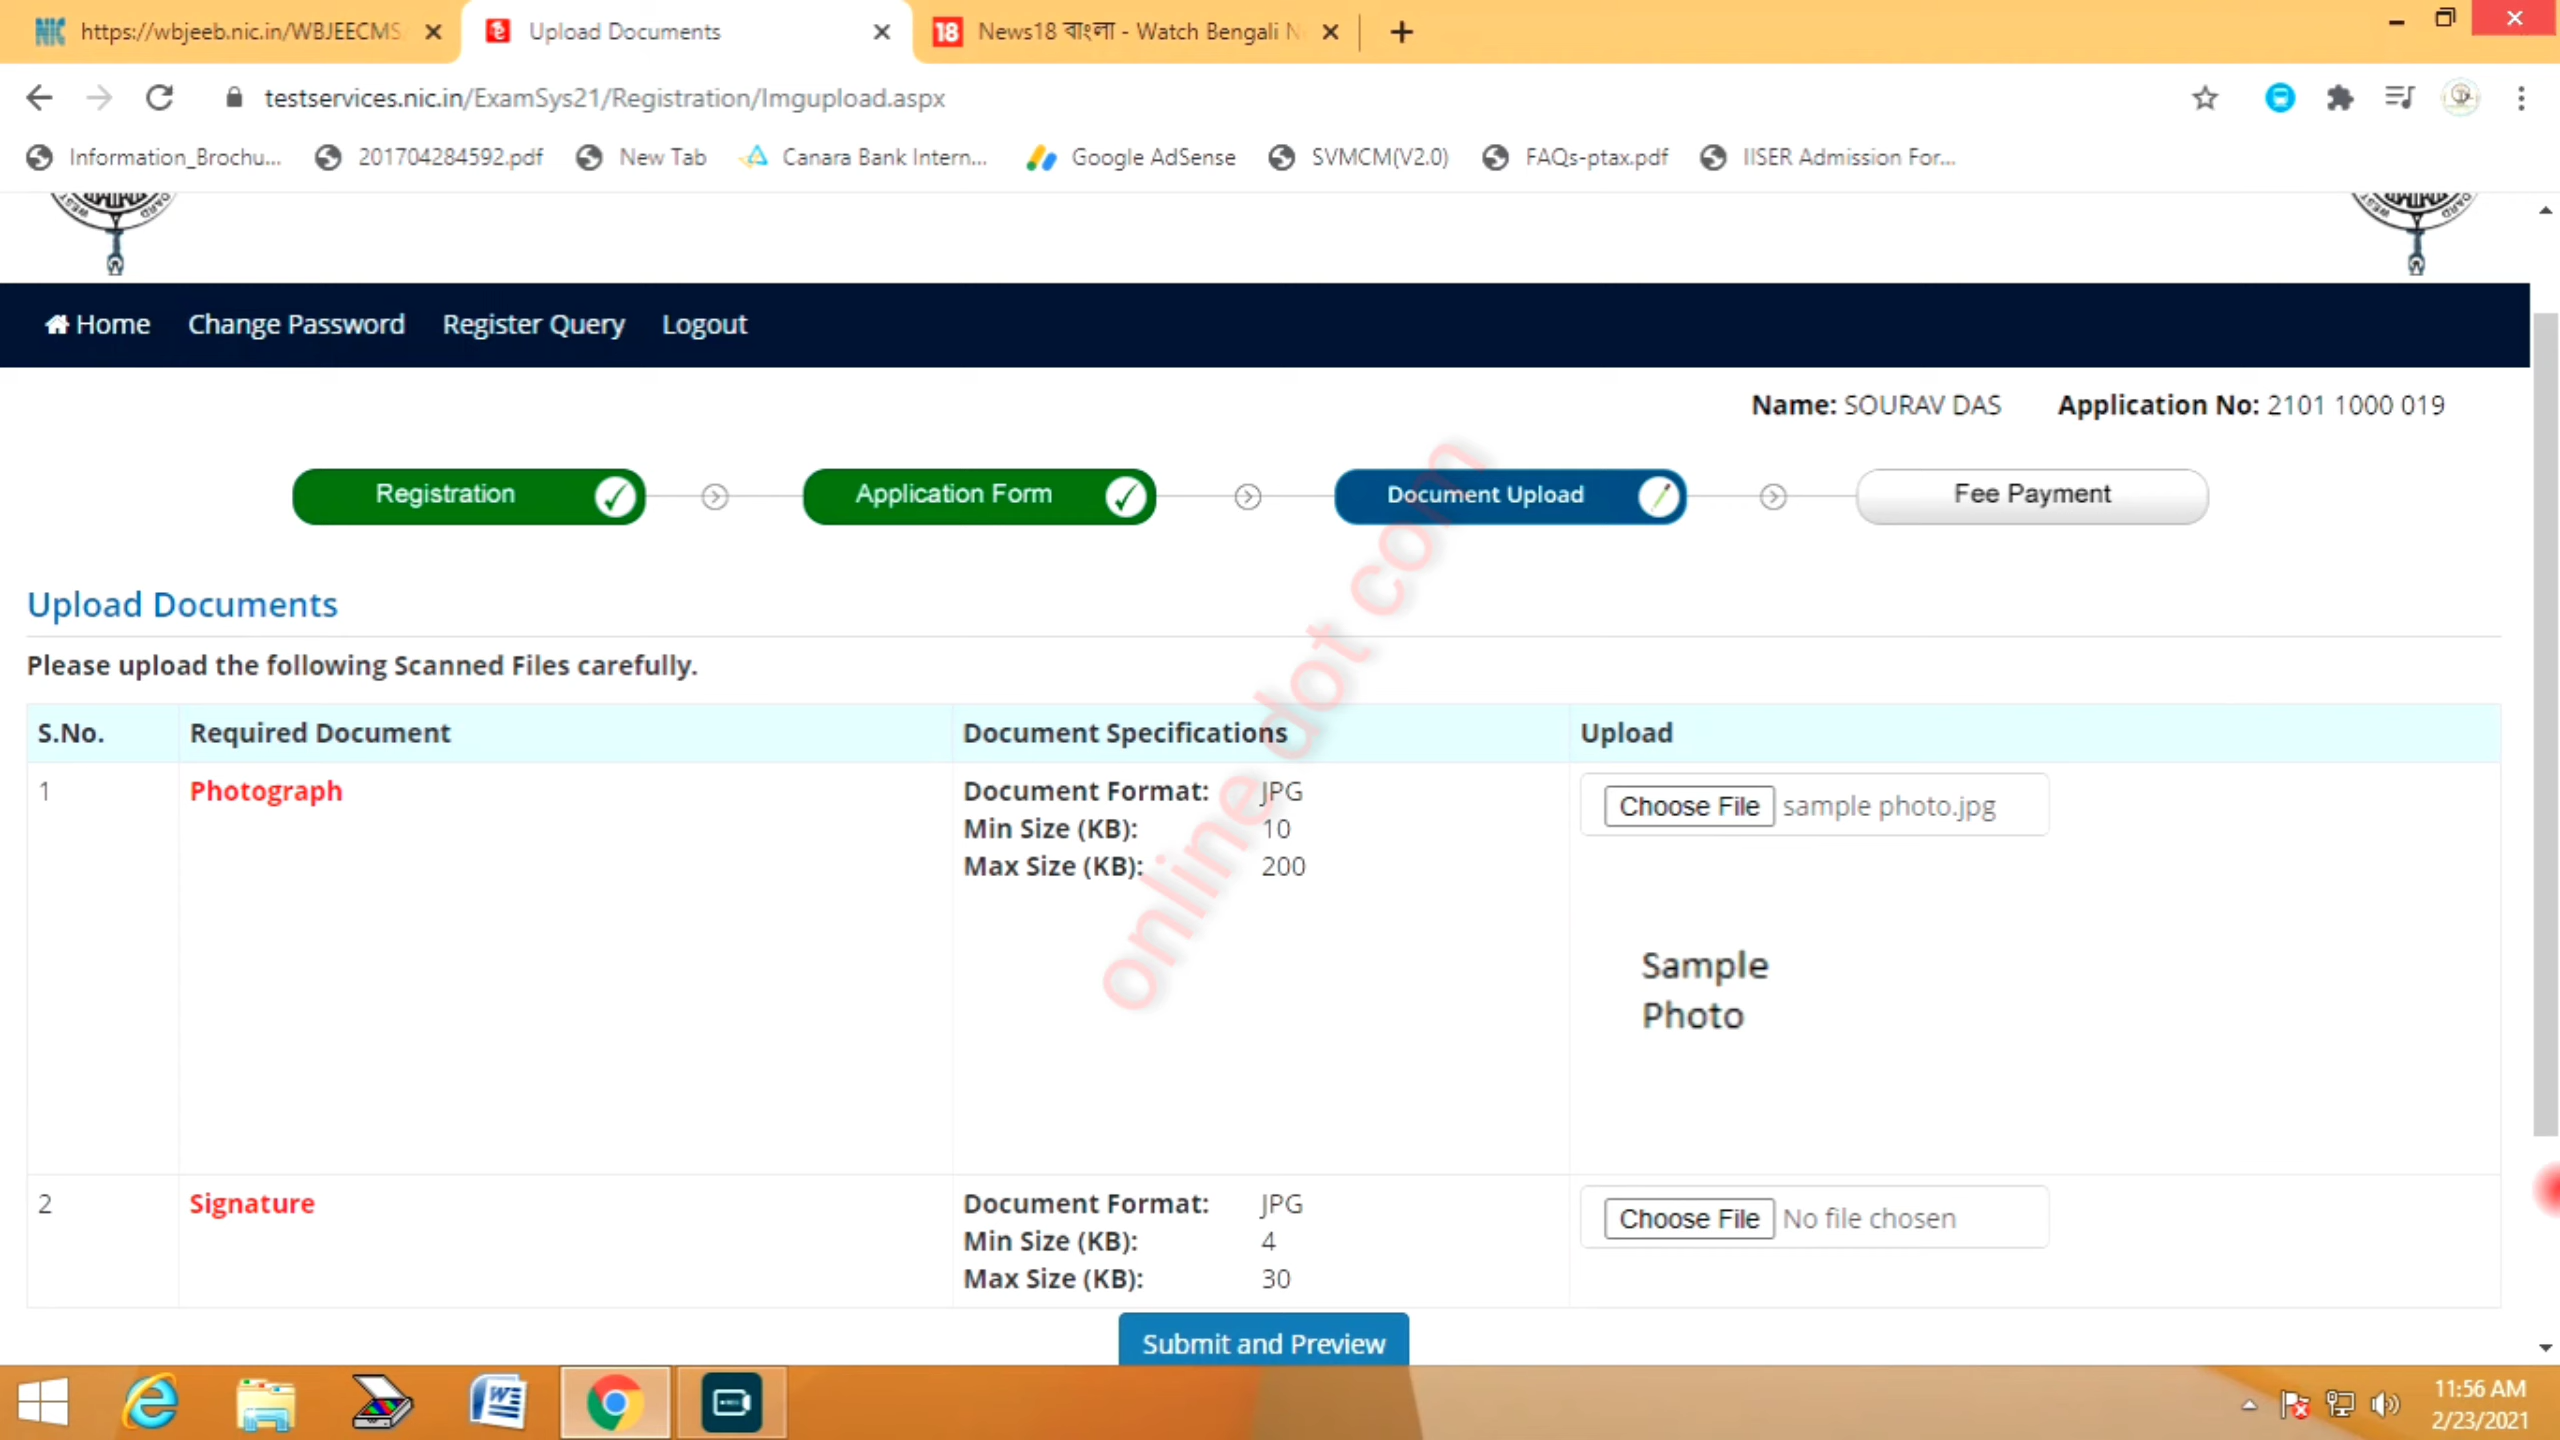 https://wbjeeb.nic.in/WBJEECMS
Upload Documents
18 News18 বাংলা - Watch Bengali N
testservices.nic.in/ExamSys21/Registration/Imgupload.aspx
Information_Brochu...
201704284592.pdf
New Tab
Canara Bank Intern...
Google AdSense
SVMCM(V2.0)
FAQs-ptax.pdf
IISER Admission For...
Home
Change Password
Register Query
Logout
Name: SOURAV DAS
Application No: 2101 1000 019
Registration
Application Form
Document Upload
Fee Payment
Upload Documents
Please upload the following Scanned Files carefully.
S.No.
Required Document
Document Specifications
Upload
1
Photograph
Document Format: JPG
Min Size (KB): 10
Max Size (KB): 200
Choose File sample photo.jpg
Sample
Photo
2
Signature
Document Format: JPG
Min Size (KB): 4
Max Size (KB): 30
Choose File No file chosen
Submit and Preview
online dot com
11:56 AM
2/23/2021